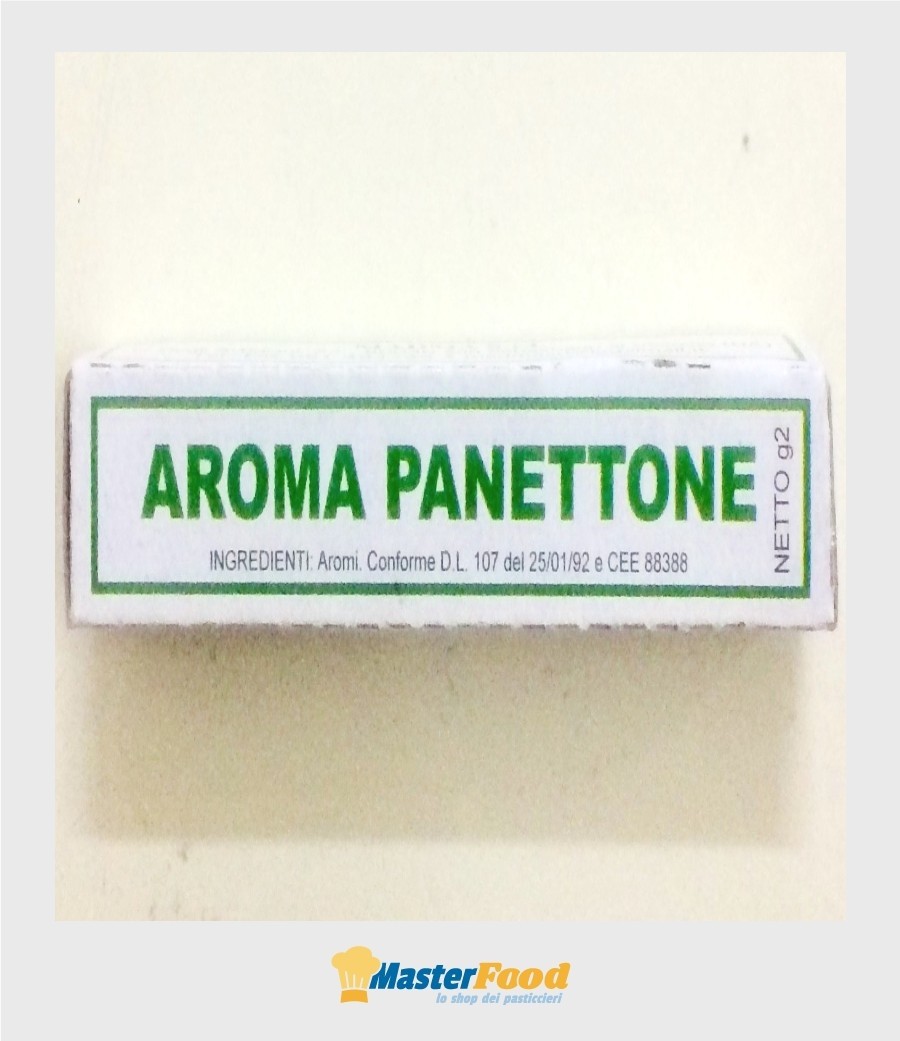 AROMA PANETTONE
INGREDIENTI: Aromi. Conforme D.L. 107 del 25/01/92 e CEE 88388
NETTO g2
MasterFood
lo shop dei pasticcieri